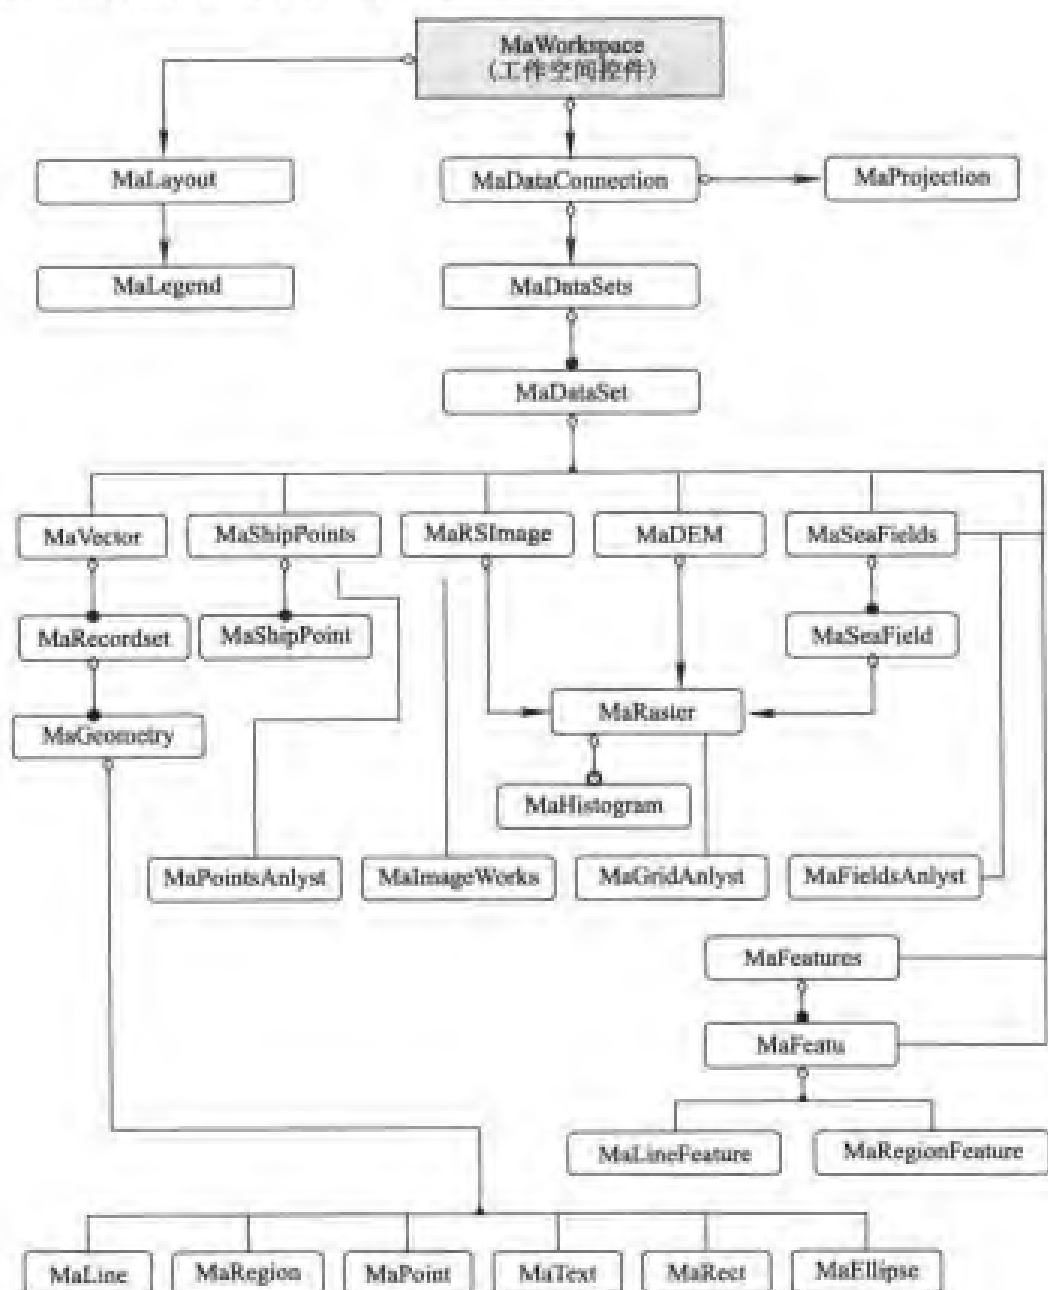 MaWorkspace
(工作空间控件)
MaLayout
MaDataConnection
MaProjection
MaLegend
MaDataSets
MaDataSet
MaVector
MaShipPoints
MaRSImage
MaDEM
MaSeaFields
MaRecordset
MaShipPoint
MaSeaField
MaRaster
MaGeometry
MaHistogram
MaPointsAnlyst
MaImageWorks
MaGridAnlyst
MaFieldsAnlyst
MaFeatures
MaFeatu
MaLineFeature
MaRegionFeature
MaLine
MaRegion
MaPoint
MaText
MaRect
MaEllipse